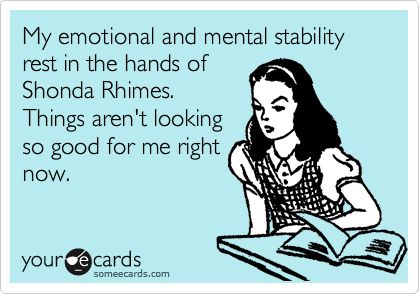 My emotional and mental stability
rest in the hands of
Shonda Rhimes.
Things aren't looking
so good for me right
now.
your e cards
someecards.com